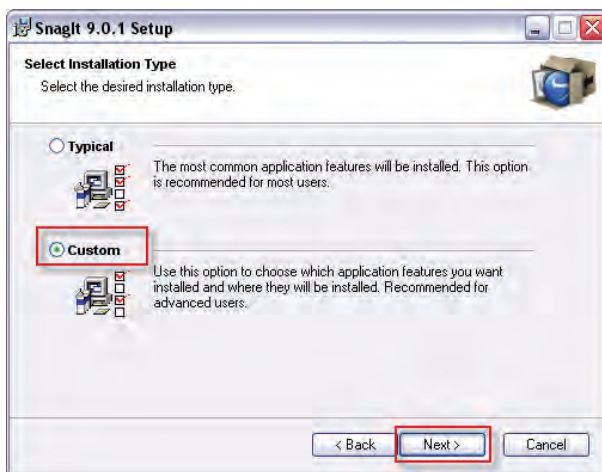 SnagIt 9.0.1 Setup
Select Installation Type
Select the desired installation type.
Typical
The most common application features will be installed. This option
is recommended for most users.
Custom
Use this option to choose which application features you want
installed and where they will be installed. Recommended for
advanced users.
< Back
Next >
Cancel